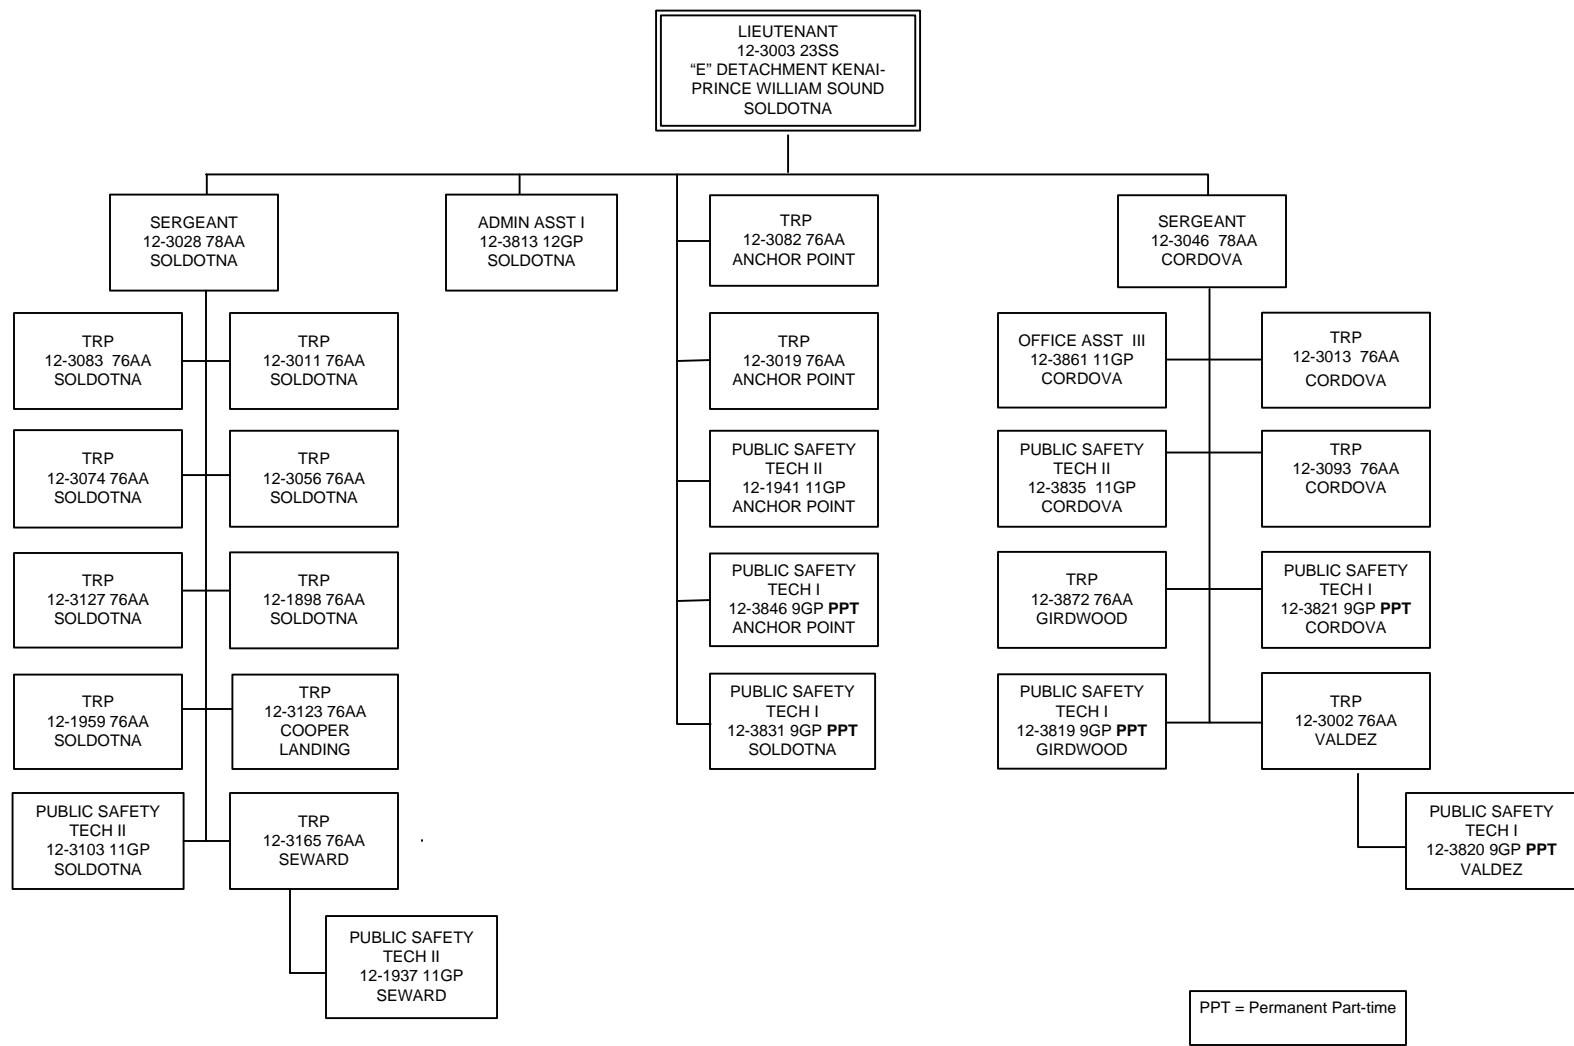 LIEUTENANT
12-3003 23SS
“E” DETACHMENT KENAI-
PRINCE WILLIAM SOUND
SOLDOTNA
SERGEANT
12-3028 78AA
SOLDOTNA
ADMIN ASST I
12-3813 12GP
SOLDOTNA
TRP
12-3082 76AA
ANCHOR POINT
SERGEANT
12-3046 78AA
CORDOVA
TRP
12-3083 76AA
SOLDOTNA
TRP
12-3011 76AA
SOLDOTNA
TRP
12-3019 76AA
ANCHOR POINT
OFFICE ASST III
12-3861 11GP
CORDOVA
TRP
12-3013 76AA
CORDOVA
TRP
12-3074 76AA
SOLDOTNA
TRP
12-3056 76AA
SOLDOTNA
PUBLIC SAFETY
TECH II
12-1941 11GP
ANCHOR POINT
PUBLIC SAFETY
TECH II
12-3835 11GP
CORDOVA
TRP
12-3093 76AA
CORDOVA
TRP
12-3127 76AA
SOLDOTNA
TRP
12-1898 76AA
SOLDOTNA
PUBLIC SAFETY
TECH I
12-3846 9GP PPT
ANCHOR POINT
TRP
12-3872 76AA
GIRDWOOD
PUBLIC SAFETY
TECH I
12-3821 9GP PPT
CORDOVA
TRP
12-1959 76AA
SOLDOTNA
TRP
12-3123 76AA
COOPER
LANDING
PUBLIC SAFETY
TECH I
12-3831 9GP PPT
SOLDOTNA
PUBLIC SAFETY
TECH I
12-3819 9GP PPT
GIRDWOOD
TRP
12-3002 76AA
VALDEZ
PUBLIC SAFETY
TECH II
12-3103 11GP
SOLDOTNA
TRP
12-3165 76AA
SEWARD
PUBLIC SAFETY
TECH I
12-3820 9GP PPT
VALDEZ
PUBLIC SAFETY
TECH II
12-1937 11GP
SEWARD
PPT = Permanent Part-time